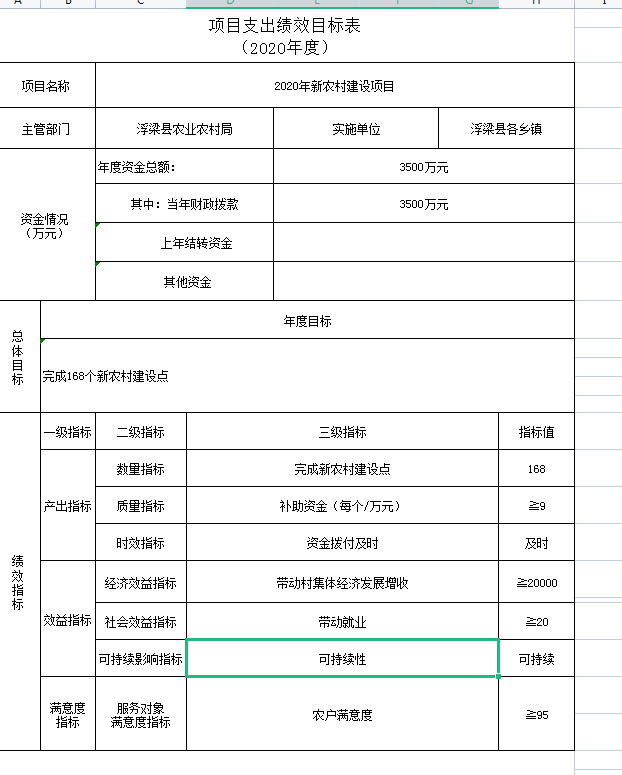 A B C D E F G H I
项目支出绩效目标表
（2020年度）
项目名称
2020年新农村建设项目
主管部门
浮梁县农业农村局
实施单位
浮梁县各乡镇
资金情况
（万元）
年度资金总额：
3500万元
其中：当年财政拨款
3500万元
上年结转资金
其他资金
总体目标
年度目标
完成168个新农村建设点
绩效指标
一级指标
二级指标
三级指标
指标值
产出指标
数量指标
完成新农村建设点
168
质量指标
补助资金（每个/万元）
≧9
时效指标
资金拨付及时
及时
效益指标
经济效益指标
带动村集体经济发展增收
≧20000
社会效益指标
带动就业
≧20
可持续影响指标
可持续性
可持续
满意度
指标
服务对象
满意度指标
农户满意度
≧95